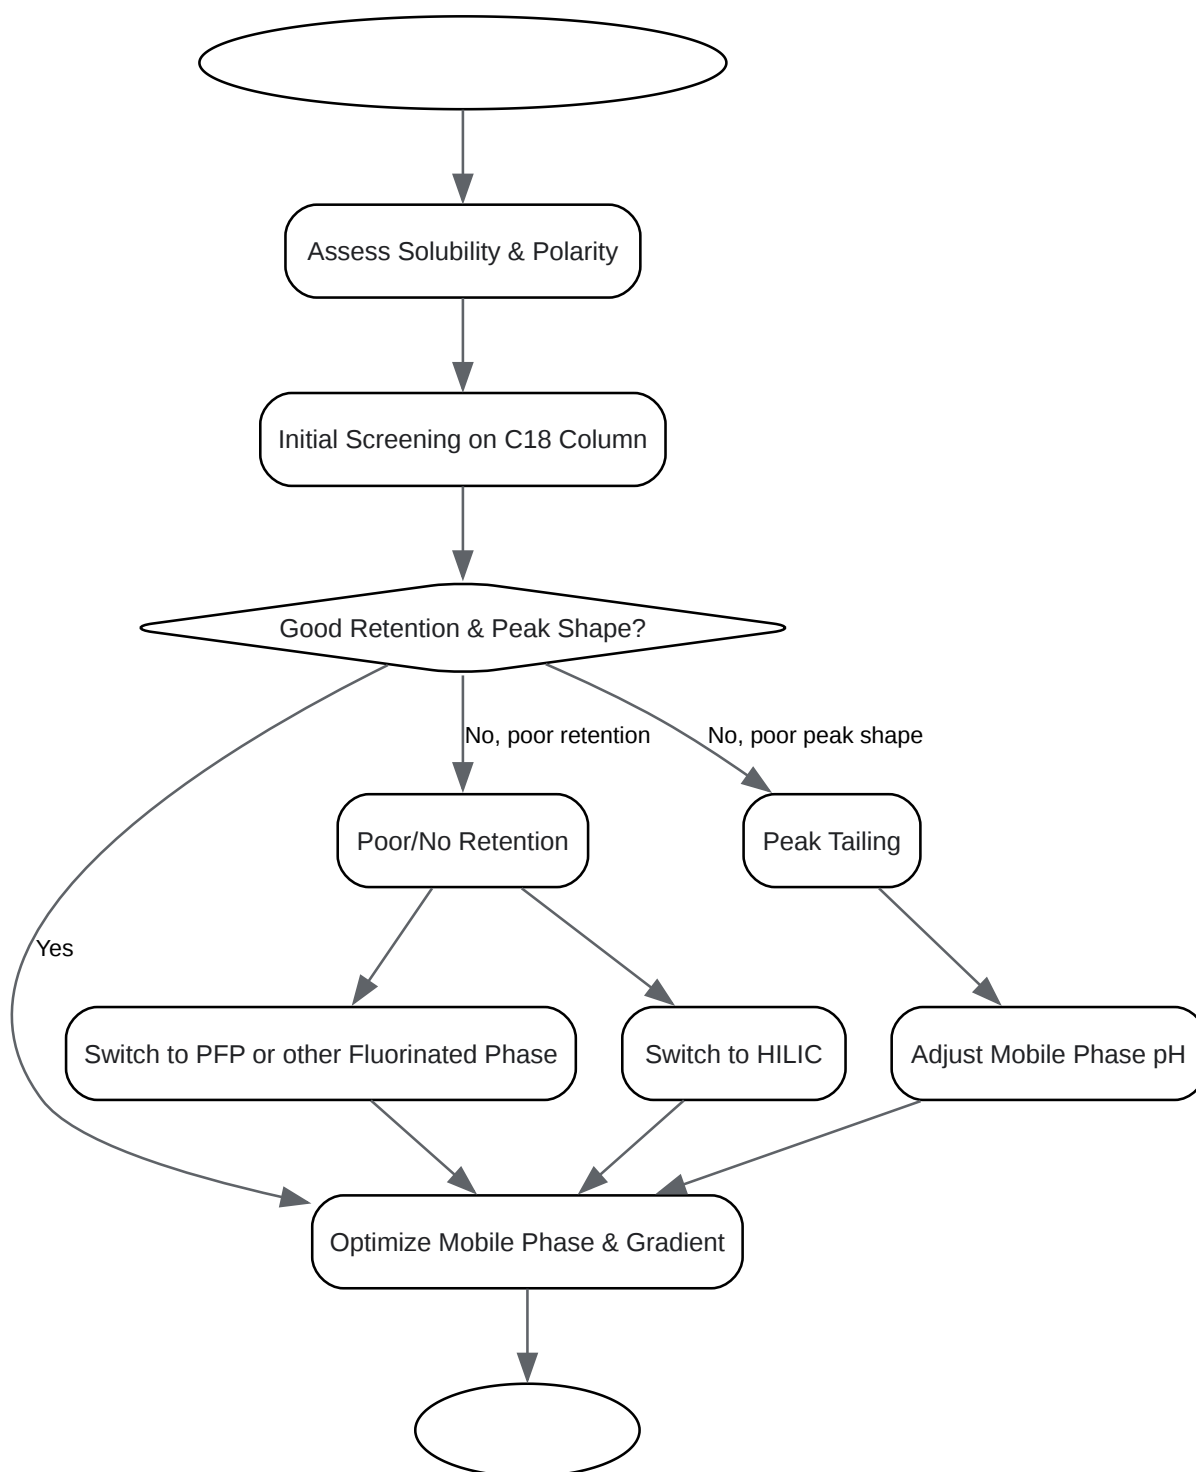 Assess Solubility & Polarity
Initial Screening on C18 Column
Good Retention & Peak Shape?
No, poor retention
No, poor peak shape
Poor/No Retention
Peak Tailing
Yes
Switch to PFP or other Fluorinated Phase
Switch to HILIC
Adjust Mobile Phase pH
Optimize Mobile Phase & Gradient